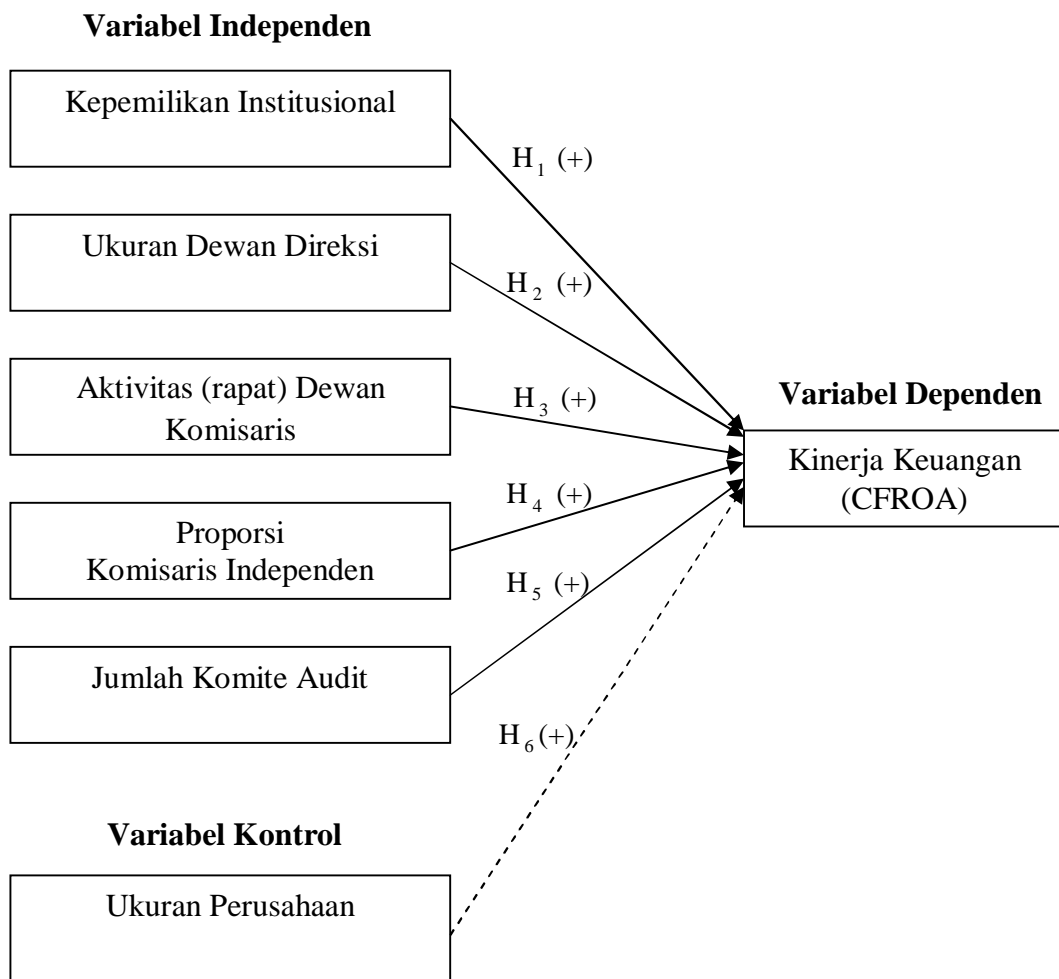 Variabel Independen
Kepemilikan Institusional
H₁ (+)
Ukuran Dewan Direksi
H₂ (+)
Aktivitas (rapat) Dewan
Komisaris
H₃ (+)
Variabel Dependen
Kinerja Keuangan
(CFROA)
Proporsi
Komisaris Independen
H₄ (+)
H₅ (+)
Jumlah Komite Audit
H₆ (+)
Variabel Kontrol
Ukuran Perusahaan